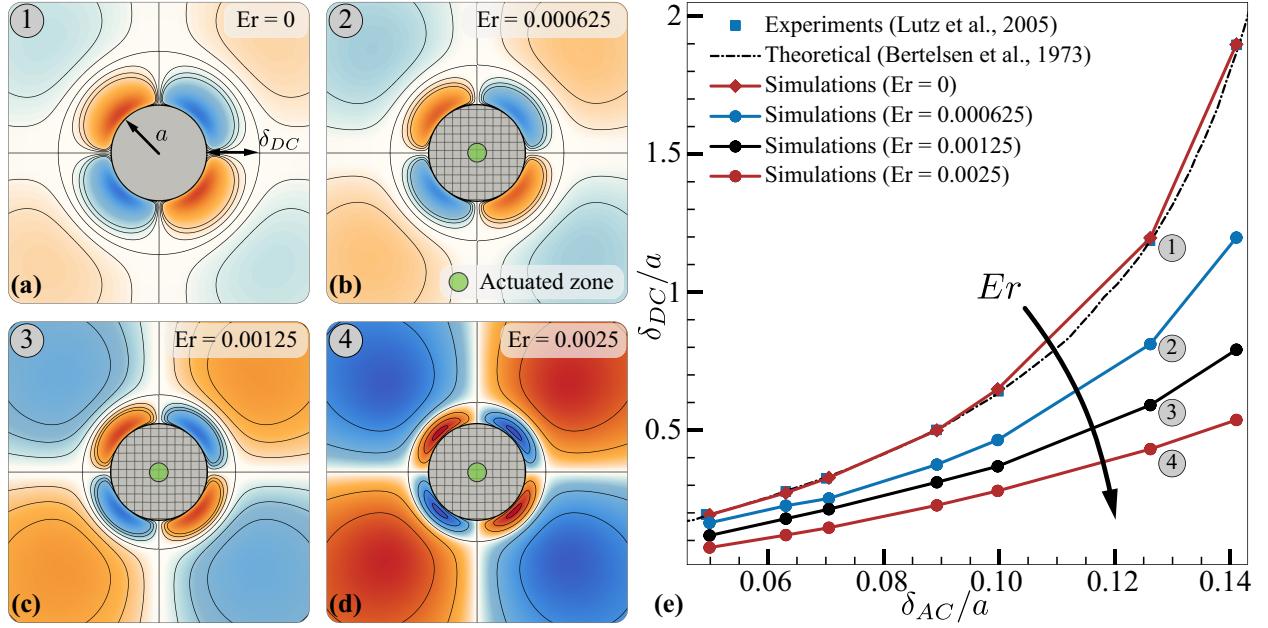 1
Er = 0
a
δ_DC
(a)
2
Er = 0.000625
(b)
Actuated zone
3
Er = 0.00125
(c)
4
Er = 0.0025
(d)
Experiments (Lutz et al., 2005)
Theoretical (Bertelsen et al., 1973)
Simulations (Er = 0)
Simulations (Er = 0.000625)
Simulations (Er = 0.00125)
Simulations (Er = 0.0025)
2
1.5
1
0.5
δ_DC/a
Er
1
2
3
4
0.06
0.08
0.10
0.12
0.14
δ_AC/a
(e)